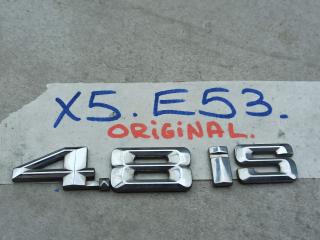 X5. E53.
ORIGINAL.
4.8is